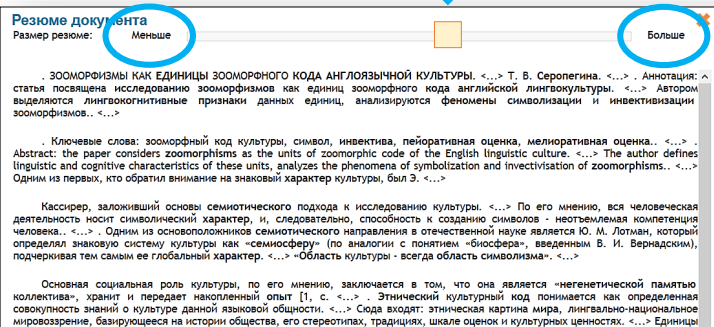 Резюме документа
Размер резюме: Меньше Больше
. ЗООМОРФИЗМЫ КАК ЕДИНИЦЫ ЗООМОРФНОГО КОДА АНГЛОЯЗЫЧНОЙ КУЛЬТУРЫ. <...> Т. В. Серопегина. <...> . Аннотация:
статья посвящена исследованию зооморфизмов как единиц зооморфного кода английской лингвокультуры. <...> Автором
выделяются лингвокогнитивные признаки данных единиц, анализируются феномены символизации и инвективизации
зооморфизмов.. <...>
. Ключевые слова: зооморфный код культуры, символ, инвектива, пейоративная оценка, мелиоративная оценка.. <...> .
Abstract: the paper considers zoomorphisms as the units of zoomorphic code of the English linguistic culture. <...> The author defines
linguistic and cognitive characteristics of these units, analyzes the phenomena of symbolization and invectivisation of zoomorphisms.. <...>
Одним из первых, кто обратил внимание на знаковый характер культуры, был Э. <...>
Кассирер, заложивший основы семиотического подхода к исследованию культуры. <...> По его мнению, вся человеческая
деятельность носит символический характер, и, следовательно, способность к созданию символов - неотъемлемая компетенция
человека.. <...> . Одним из основоположников семиотического направления в отечественной науке является Ю. М. Лотман, который
определял знаковую систему культуры как «семиосферу» (по аналогии с понятием «биосфера», введенным В. И. Вернадским),
подчеркивая тем самым ее глобальный характер. <...> «Область культуры - всегда область символизма». <...>
Основная социальная роль культуры, по его мнению, заключается в том, что она является «негенетической памятью
коллектива», хранит и передает накопленный опыт [1, с. <...> . Этнический культурный код понимается как определенная
совокупность знаний о культуре данной языковой общности. <...> Сюда входят: этническая картина мира, лингвально-национальное
мировоззрение, базирующееся на истории общества, его стереотипах, традициях, шкале оценок и культурных ценностях. <...> Единицы